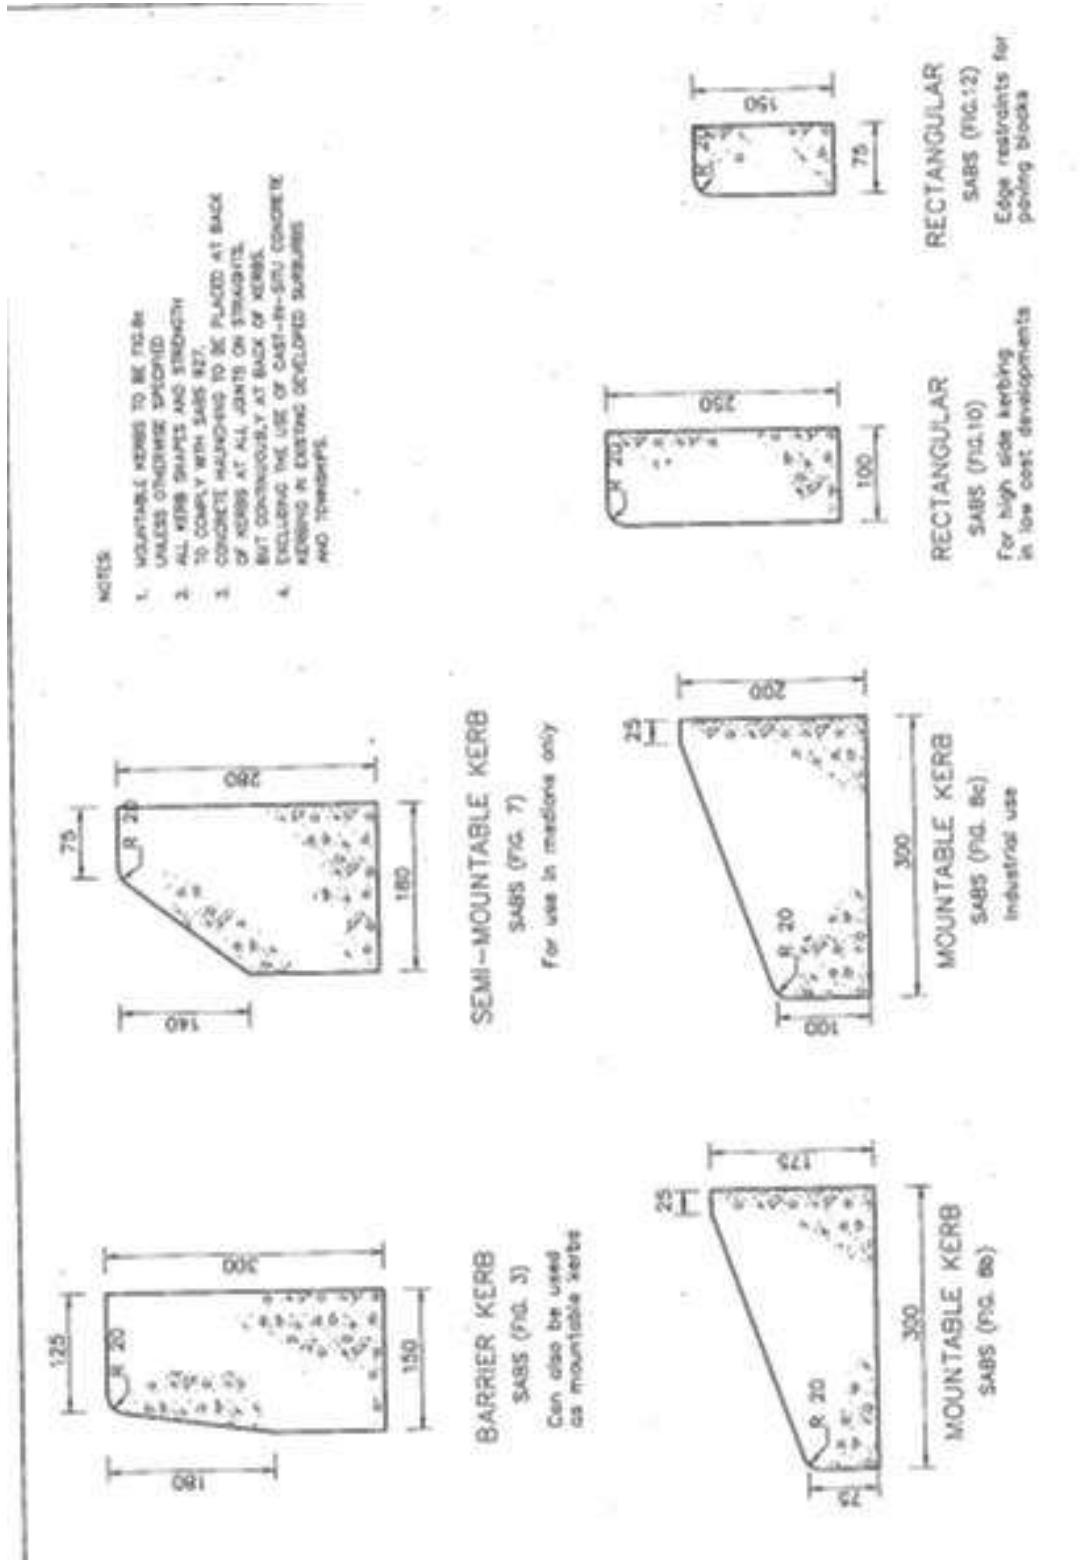 NOTES:
1. MOUNTABLE KERBS TO BE FIG.8c
UNLESS OTHERWISE SPECIFIED
2. ALL KERB SHAPES AND STRENGTH
TO COMPLY WITH SABS 927.
3. CONCRETE HAUNCHING TO BE PLACED AT BACK
OF KERBS AT ALL JOINTS ON STRAIGHTS,
BUT CONTINUOUSLY AT BACK OF KERBS.
4. EXCLUDING THE USE OF CAST-IN-SITU CONCRETE
KERBING IN EXISTING DEVELOPED SURBURBS
AND TOWNSHIPS.
125
R 20
300
180
150
BARRIER KERB
SABS (FIG. 3)
Can also be used
as mountable kerbs
75
R 20
280
140
180
SEMI-MOUNTABLE KERB
SABS (FIG. 7)
For use in medians only
25
175
R 20
75
300
MOUNTABLE KERB
SABS (FIG. 8b)
25
200
R 20
100
300
MOUNTABLE KERB
SABS (FIG. 8c)
Industrial use
R 20
250
100
RECTANGULAR
SABS (FIG.10)
For high side kerbing
in low cost developments
R 20
150
75
RECTANGULAR
SABS (FIG.12)
Edge restraints for
paving blocks